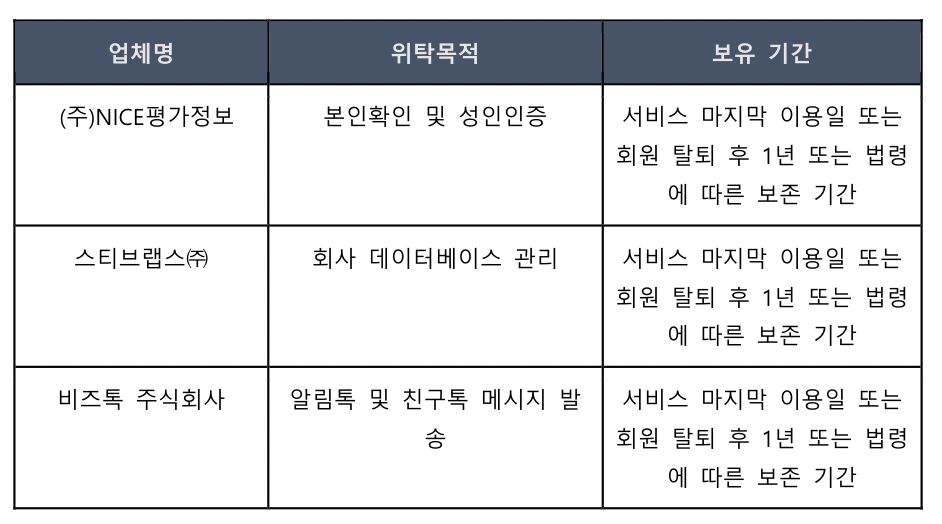 업체명 위탁목적 보유 기간
(주)NICE평가정보 본인확인 및 성인인증 서비스 마지막 이용일 또는
회원 탈퇴 후 1년 또는 법령
에 따른 보존 기간
스티브랩스㈜ 회사 데이터베이스 관리 서비스 마지막 이용일 또는
회원 탈퇴 후 1년 또는 법령
에 따른 보존 기간
비즈톡 주식회사 알림톡 및 친구톡 메시지 발 서비스 마지막 이용일 또는
송 회원 탈퇴 후 1년 또는 법령
에 따른 보존 기간